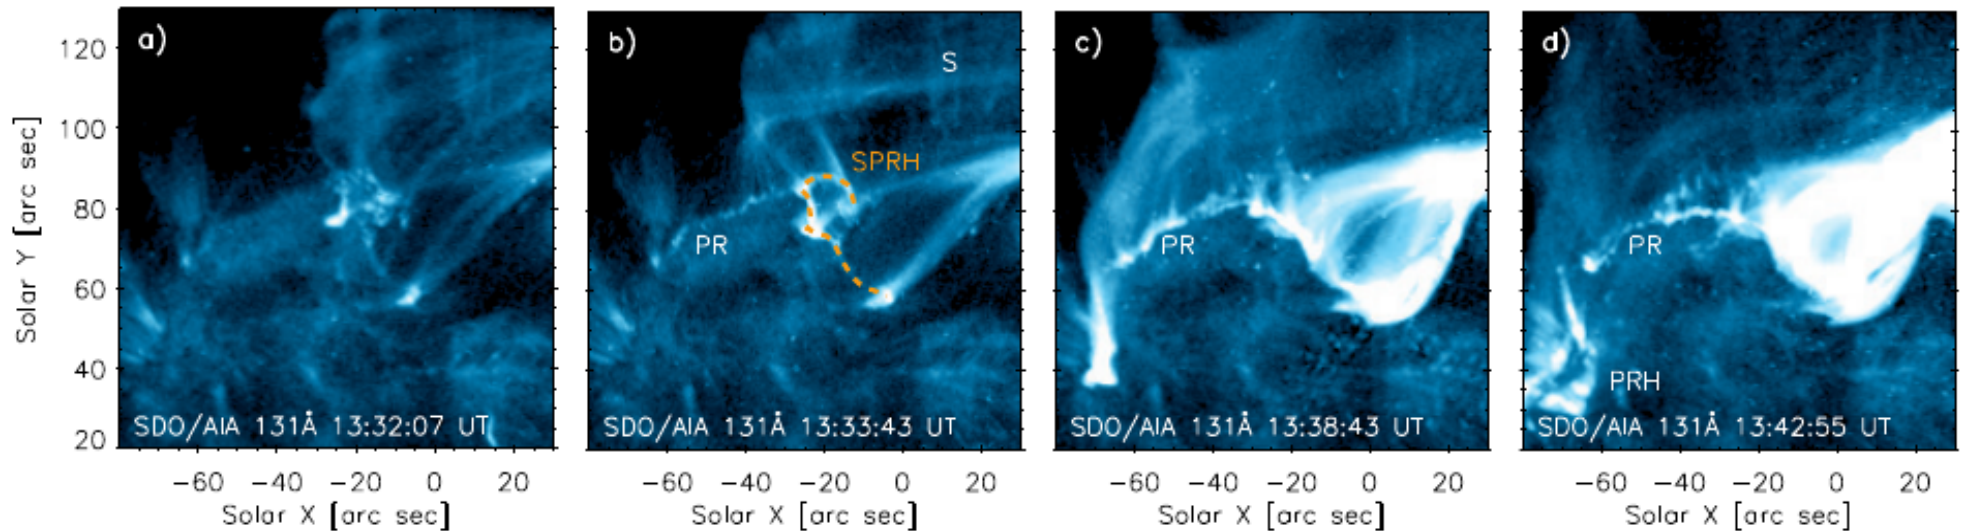 a)
b)
c)
d)
S
SPRH
PR
PR
PR
PRH
SDO/AIA 131Å 13:32:07 UT
SDO/AIA 131Å 13:33:43 UT
SDO/AIA 131Å 13:38:43 UT
SDO/AIA 131Å 13:42:55 UT
120
100
80
60
40
20
Solar Y [arc sec]
−60 −40 −20 0 20
−60 −40 −20 0 20
−60 −40 −20 0 20
−60 −40 −20 0 20
Solar X [arc sec]
Solar X [arc sec]
Solar X [arc sec]
Solar X [arc sec]